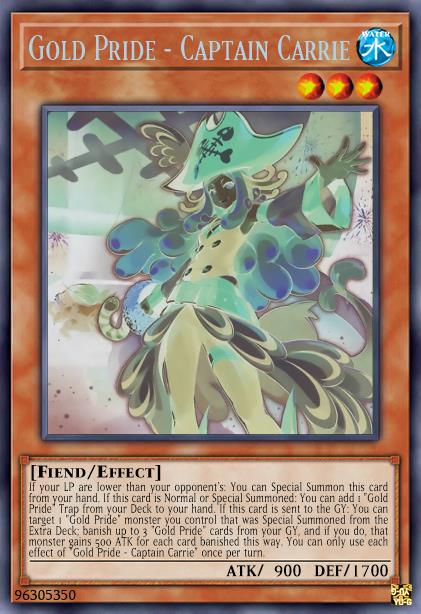 Gold Pride - Captain Carrie
WATER
水
[Fiend/Effect]
If your LP are lower than your opponent's: You can Special Summon this card
from your hand. If this card is Normal or Special Summoned: You can add 1 "Gold
Pride" Trap from your Deck to your hand. If this card is sent to the GY: You can
target 1 "Gold Pride" monster you control that was Special Summoned from the
Extra Deck; banish up to 3 "Gold Pride" cards from your GY, and if you do, that
monster gains 500 ATK for each card banished this way. You can only use each
effect of "Gold Pride - Captain Carrie" once per turn.
ATK/ 900 DEF/1700
96305350